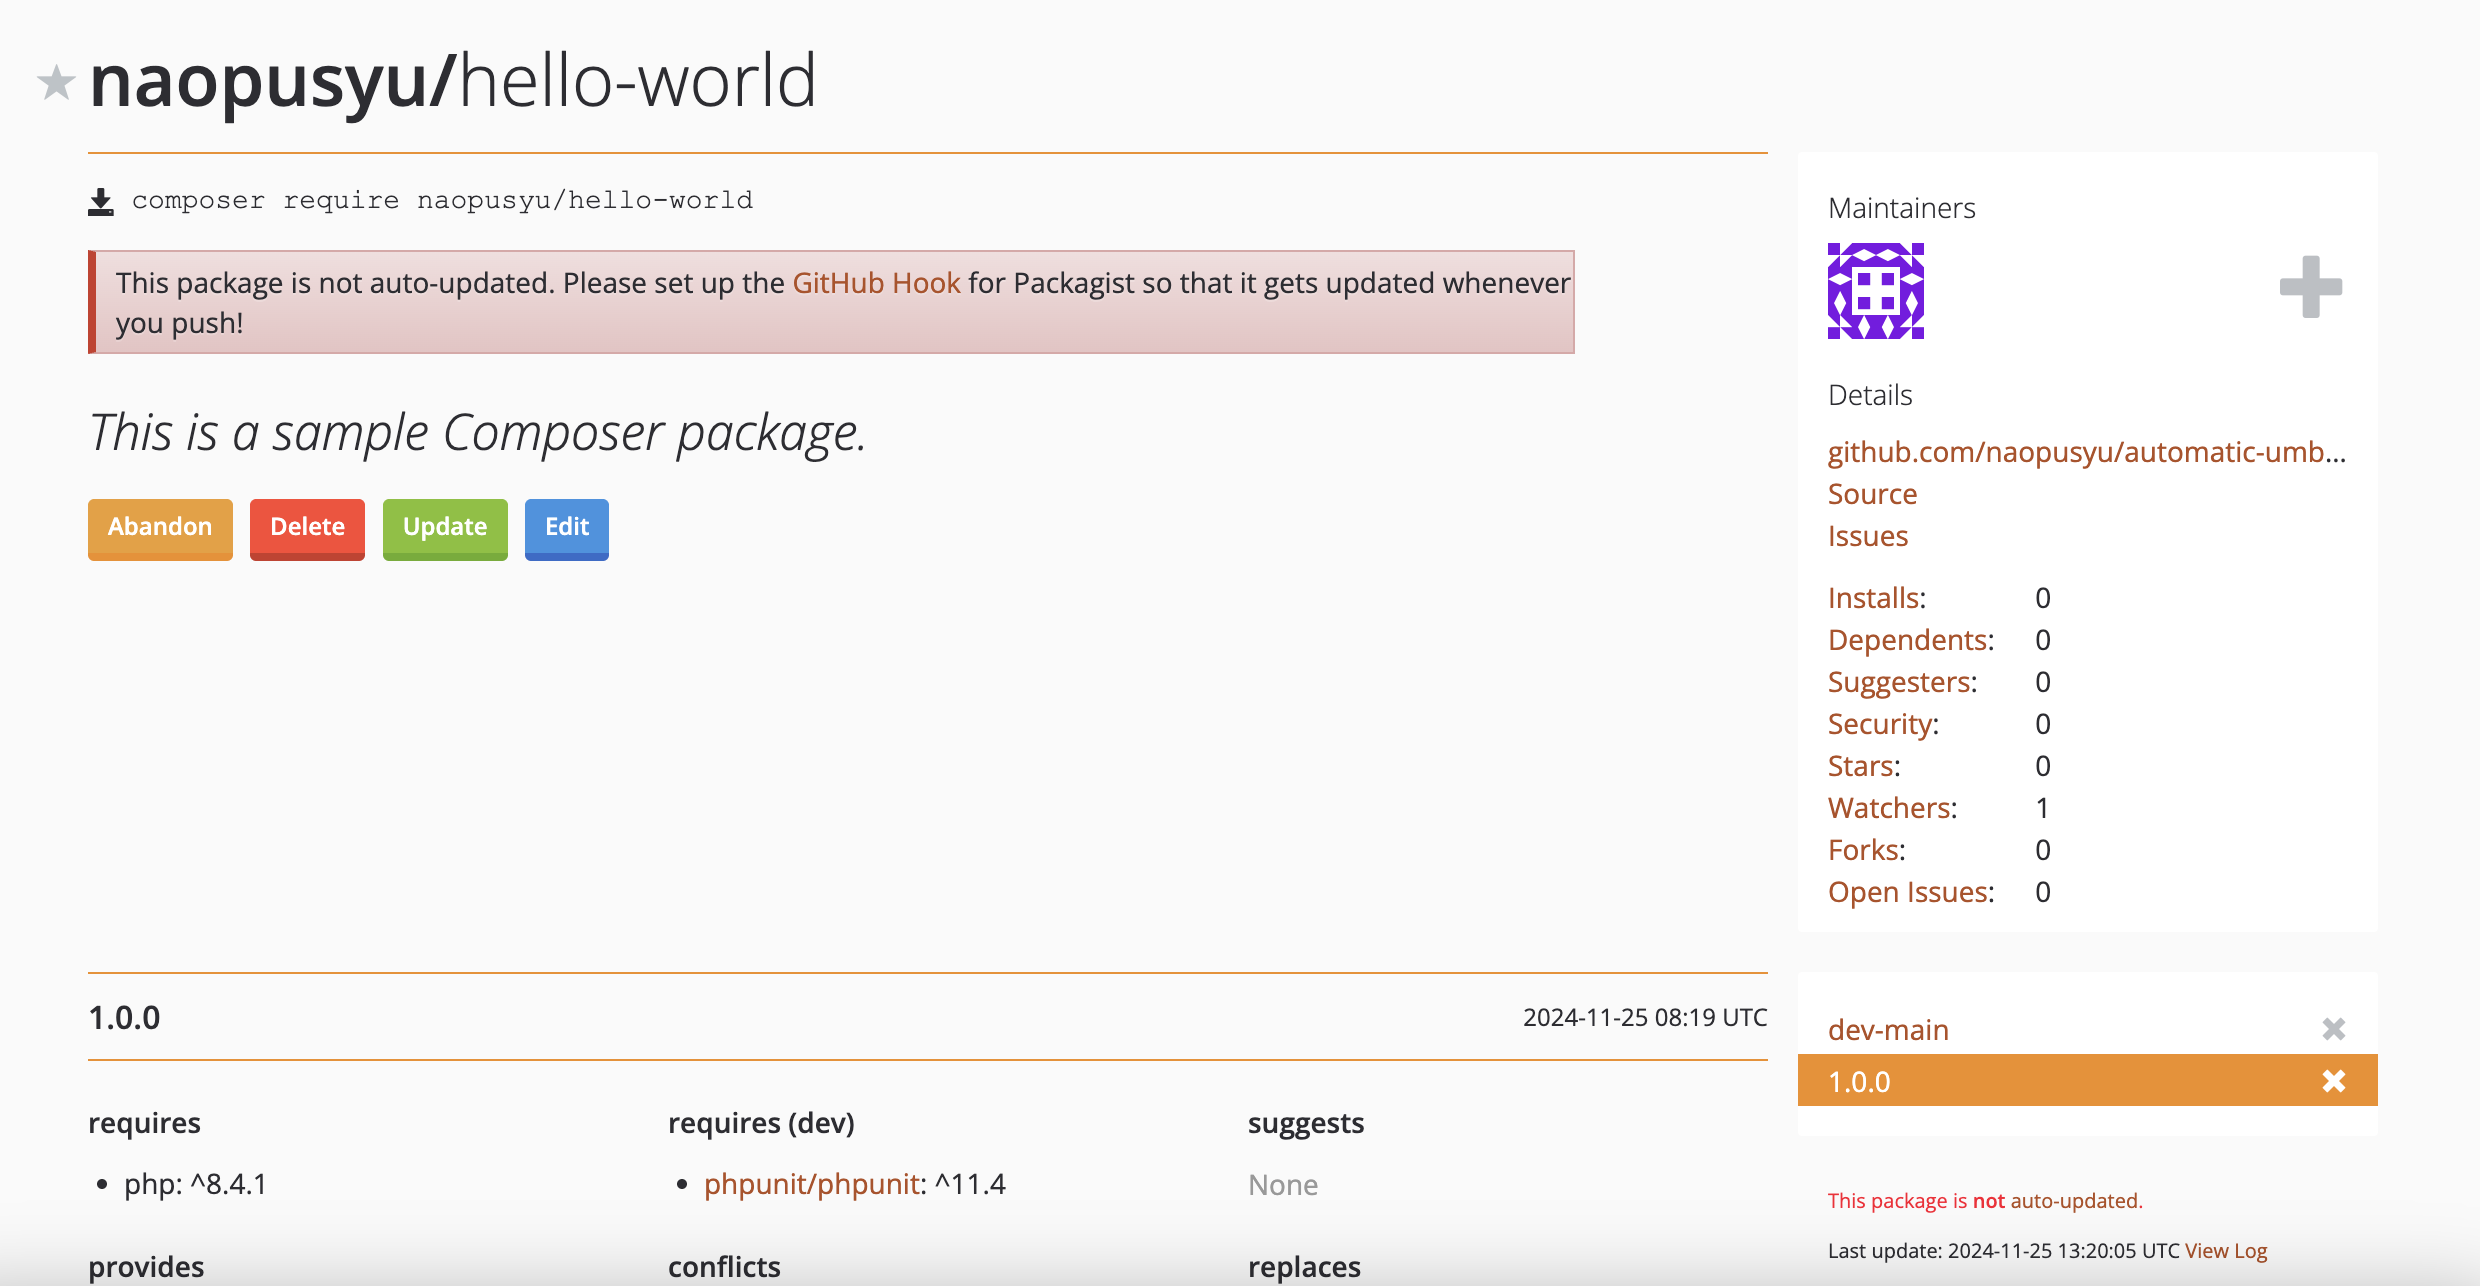 naopusyu/hello-world
composer require naopusyu/hello-world
This package is not auto-updated. Please set up the GitHub Hook for Packagist so that it gets updated whenever
you push!
This is a sample Composer package.
Abandon
Delete
Update
Edit
Maintainers
Details
github.com/naopusyu/automatic-umb...
Source
Issues
Installs: 0
Dependents: 0
Suggesters: 0
Security: 0
Stars: 0
Watchers: 1
Forks: 0
Open Issues: 0
1.0.0
2024-11-25 08:19 UTC
requires
php: ^8.4.1
requires (dev)
phpunit/phpunit: ^11.4
suggests
None
provides
conflicts
replaces
dev-main
1.0.0
This package is not auto-updated.
Last update: 2024-11-25 13:20:05 UTC View Log